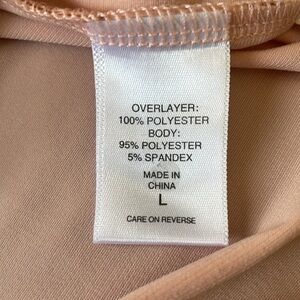 OVERLAYER:
100% POLYESTER
BODY:
95% POLYESTER
5% SPANDEX
MADE IN
CHINA
L
CARE ON REVERSE